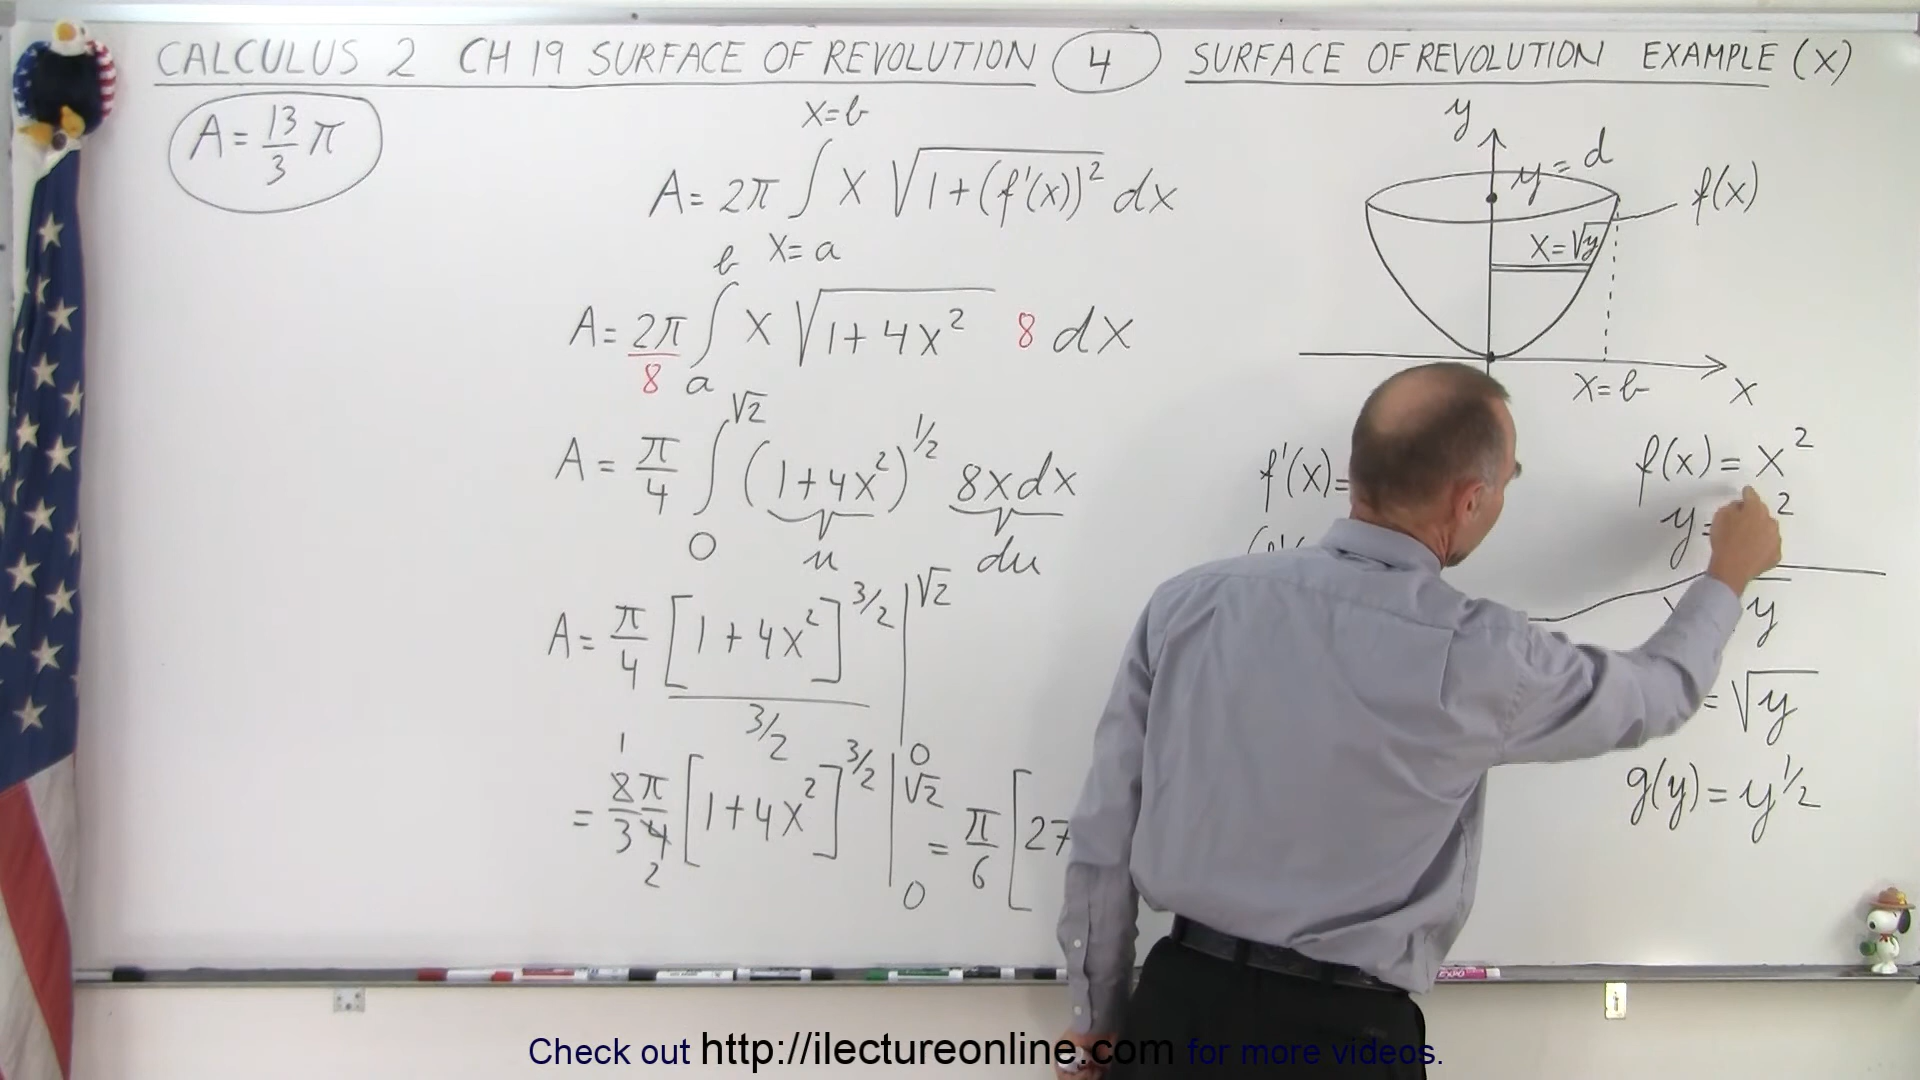 CALCULUS 2 CH 19 SURFACE OF REVOLUTION 4 SURFACE OF REVOLUTION EXAMPLE (X)
A = 13/3 π
x=b
A = 2π ∫ x √(1+(f'(x))²) dx
x=a
b
A = 2π/8 ∫ x √(1+4x²) 8 dx
a
√2
A = π/4 ∫ (1+4x²)^1/2 8xdx
0 u du
A = π/4 [1+4x²]^3/2 | √2
3/2 0
1
= 8π/3 4 [1+4x²]^3/2 | √2 = π/6 [27
2 0
y
y=d
f(x)
x=√y
x=b x
f'(x)=
f(x) = x²
y= 2
y
= √y
g(y) = y^1/2
EXPO
Check out http://ilectureonline.com for more videos.